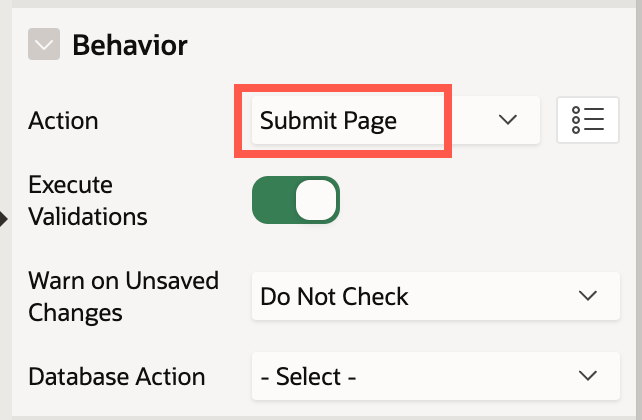 Behavior
Action
Submit Page
Execute
Validations
Warn on Unsaved
Changes
Do Not Check
Database Action
- Select -